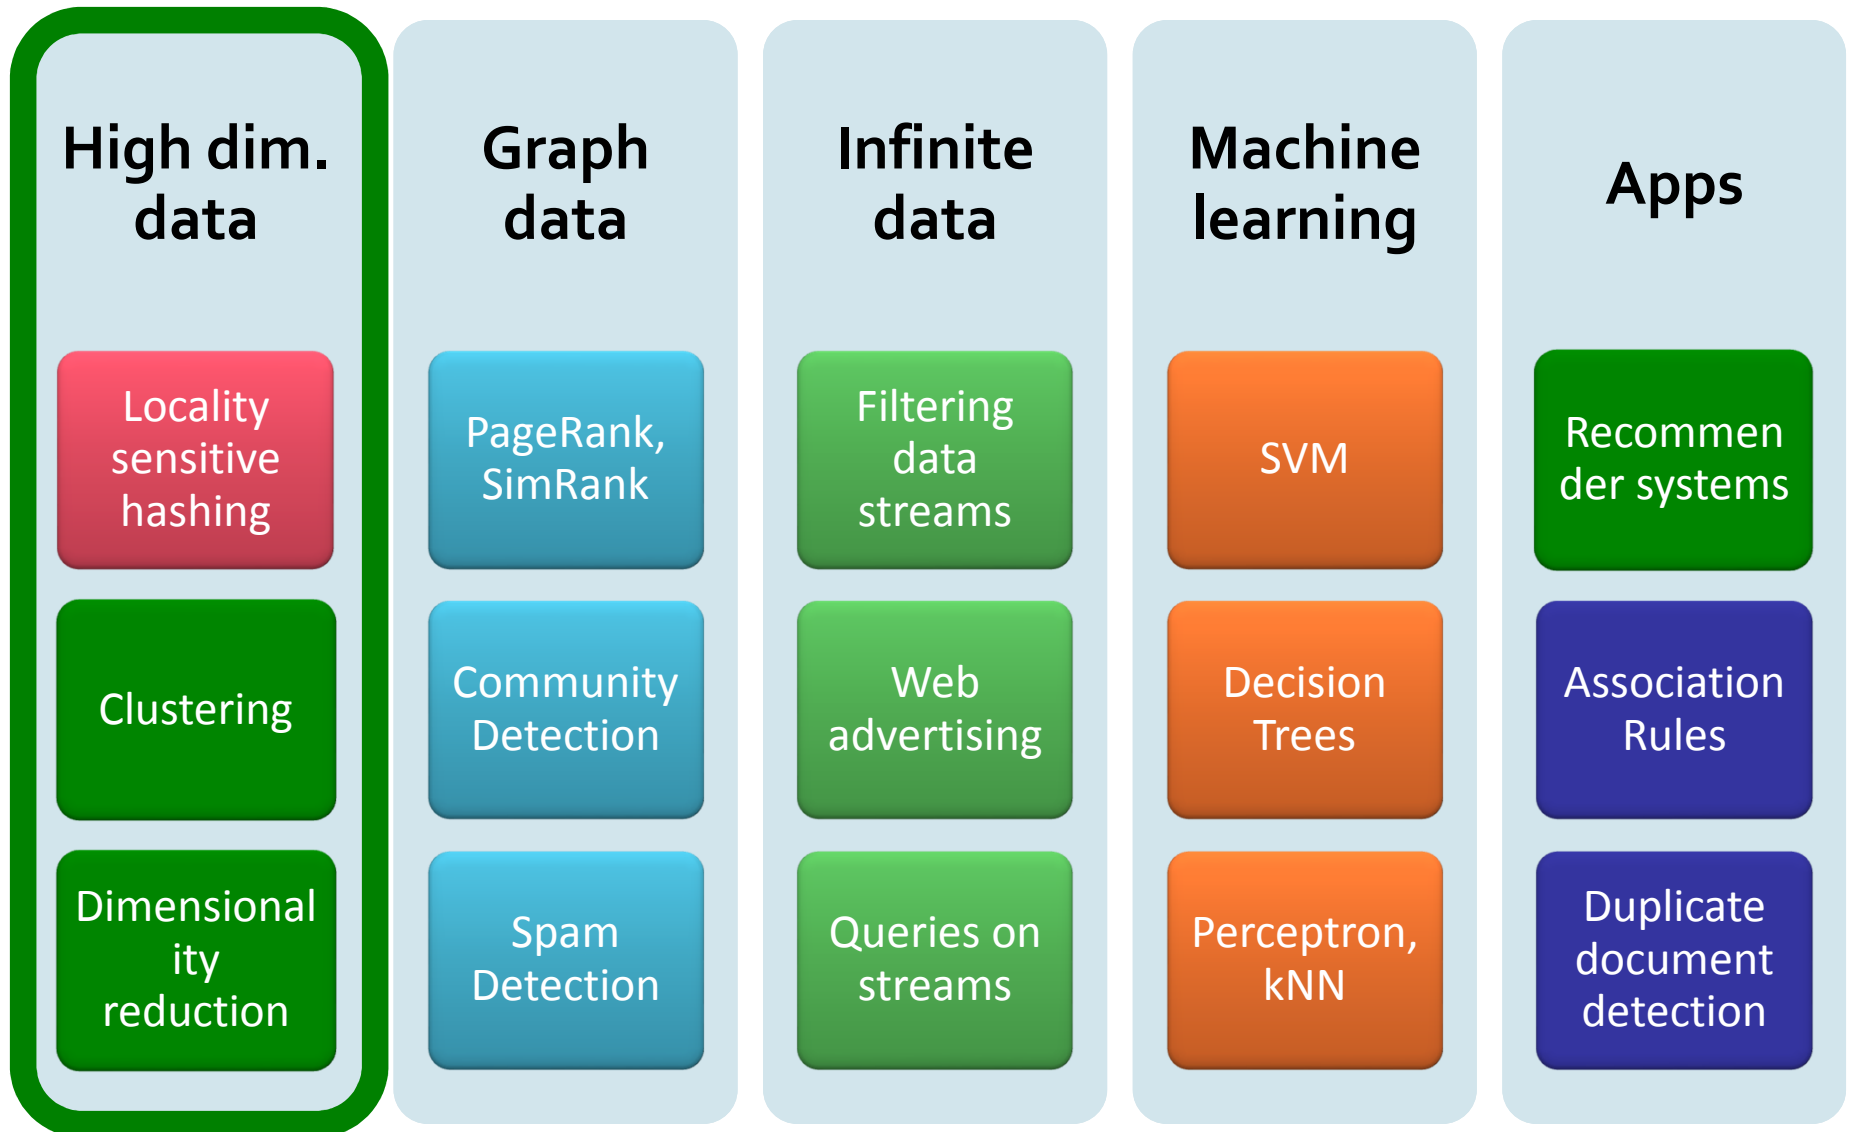 High dim.
data
Locality
sensitive
hashing
Clustering
Dimensional
ity
reduction
Graph
data
PageRank,
SimRank
Community
Detection
Spam
Detection
Infinite
data
Filtering
data
streams
Web
advertising
Queries on
streams
Machine
learning
SVM
Decision
Trees
Perceptron,
kNN
Apps
Recommen
der systems
Association
Rules
Duplicate
document
detection